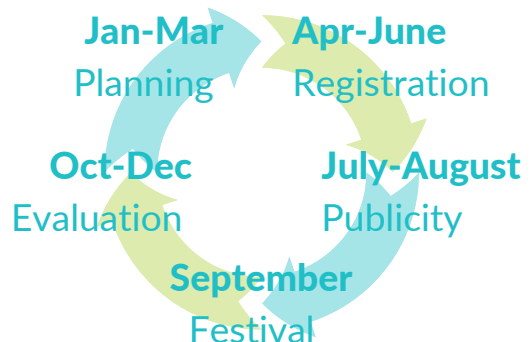 Jan-Mar
Planning
Apr-June
Registration
July-August
Publicity
September
Festival
Oct-Dec
Evaluation